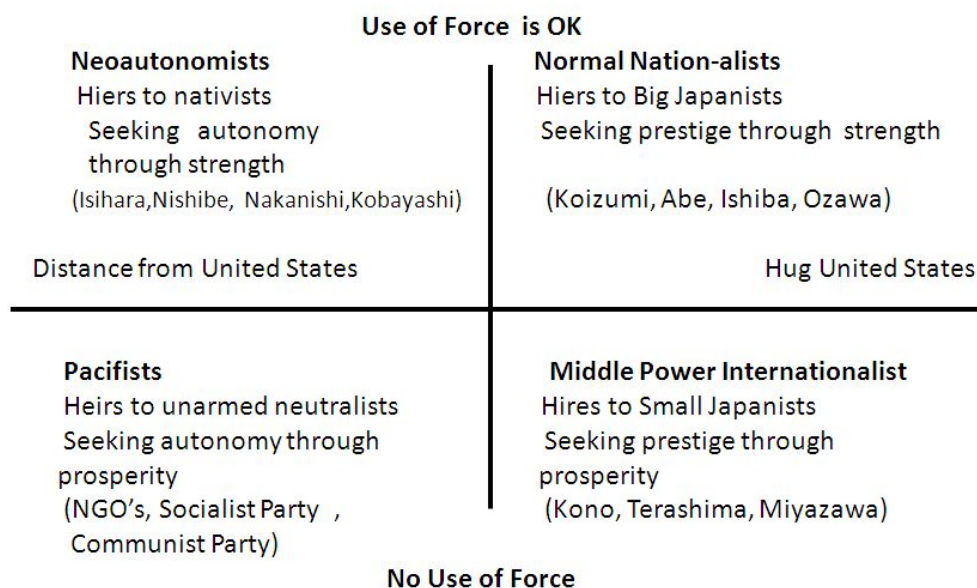 Use of Force is OK
Neoautonomists
Hiers to nativists
Seeking autonomy
through strength
(Isihara,Nishibe, Nakanishi,Kobayashi)
Normal Nation-alists
Hiers to Big Japanists
Seeking prestige through strength
(Koizumi, Abe, Ishiba, Ozawa)
Distance from United States
Hug United States
Pacifists
Heirs to unarmed neutralists
Seeking autonomy through
prosperity
(NGO's, Socialist Party ,
Communist Party)
Middle Power Internationalist
Hires to Small Japanists
Seeking prestige through
prosperity
(Kono, Terashima, Miyazawa)
No Use of Force